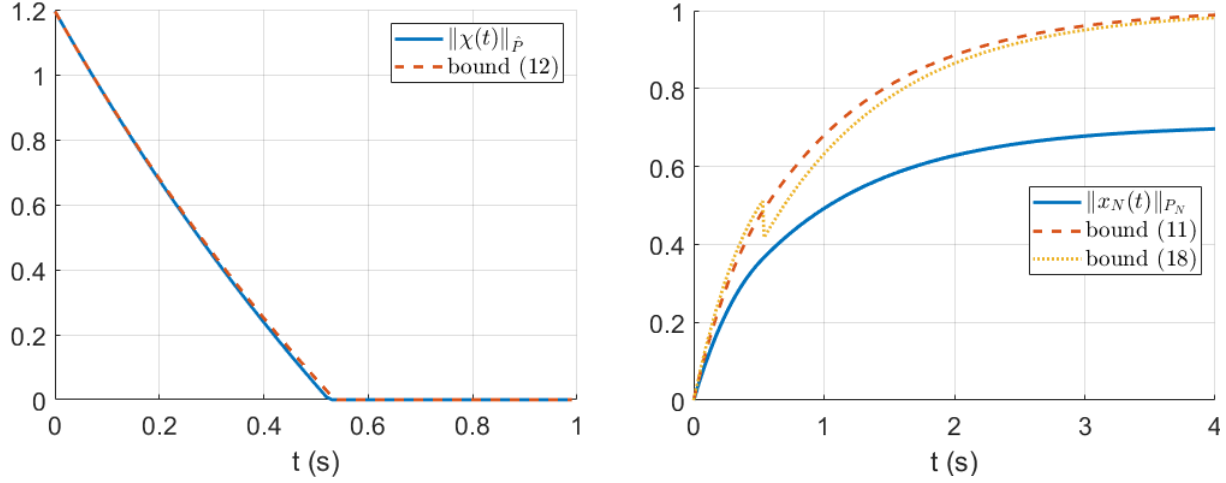 1.2
1
0.8
0.6
0.4
0.2
0
0 0.2 0.4 0.6 0.8 1
t (s)
‖χ(t)‖_P̂
bound (12)
1
0.8
0.6
0.4
0.2
0
0 1 2 3 4
t (s)
‖x_N(t)‖_{P_N}
bound (11)
bound (18)